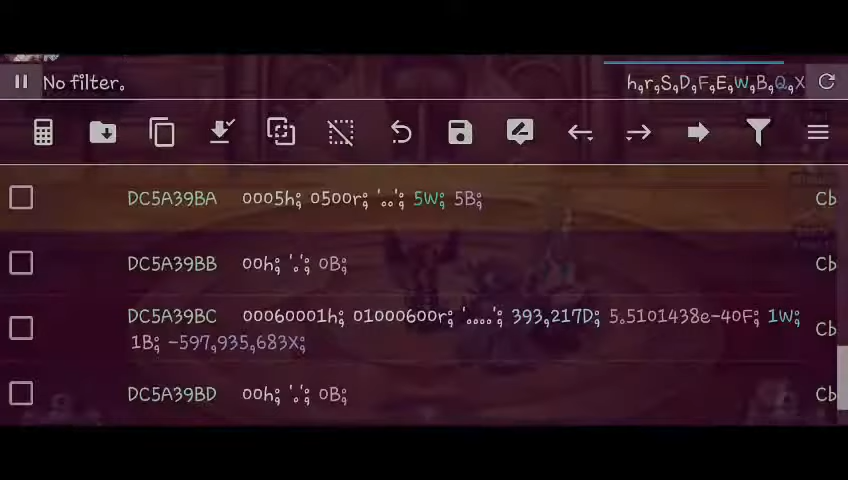 No filter.
h,r,S,D,F,E,W,B,Q,X
DC5A39BA 0005h; 0500r; '..'; 5W; 5B; Cb
DC5A39BB 00h; '.'; 0B; Cb
DC5A39BC 00060001h; 01000600r; '....'; 393,217D; 5.5101438e-40F; 1W; Cb
1B; -597,935,683X;
DC5A39BD 00h; '.'; 0B; Cb